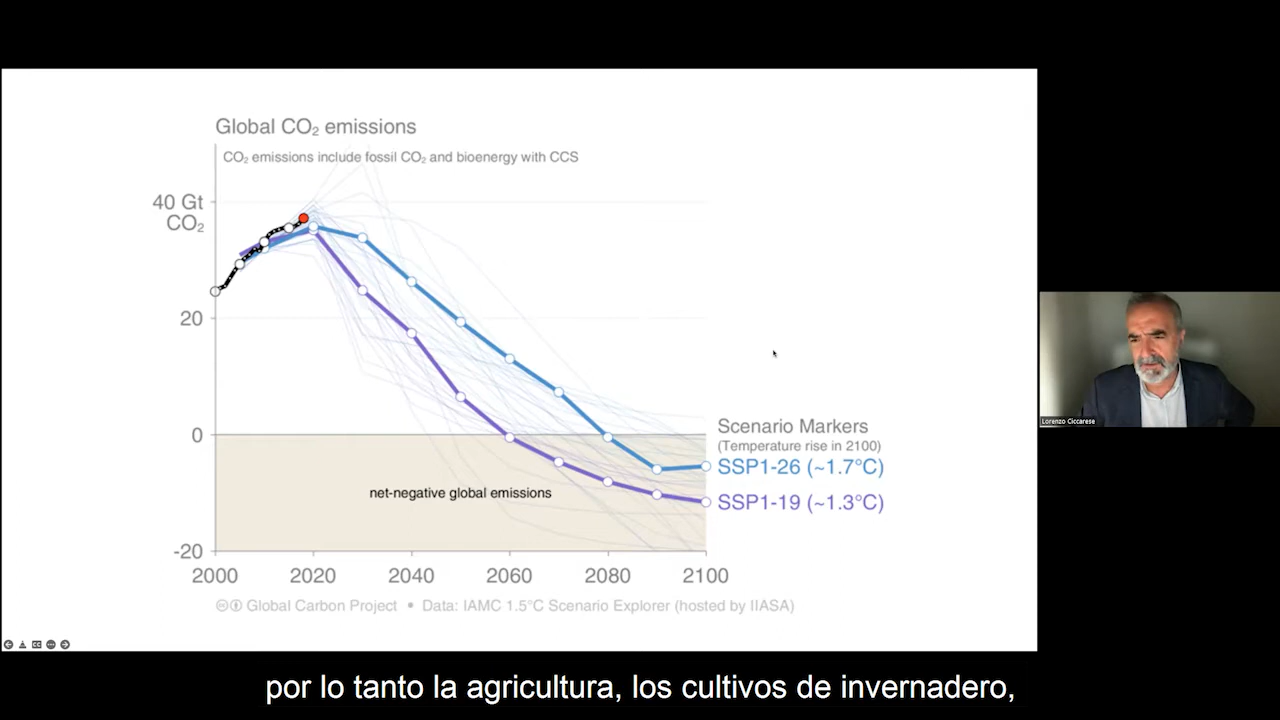 Global CO₂ emissions
CO₂ emissions include fossil CO₂ and bioenergy with CCS
40 Gt
CO₂
20
0
-20
net-negative global emissions
Scenario Markers
(Temperature rise in 2100)
SSP1-26 (~1.7°C)
SSP1-19 (~1.3°C)
2000 2020 2040 2060 2080 2100
Global Carbon Project • Data: IAMC 1.5°C Scenario Explorer (hosted by IIASA)
Lorenzo Ciccarese
por lo tanto la agricultura, los cultivos de invernadero,